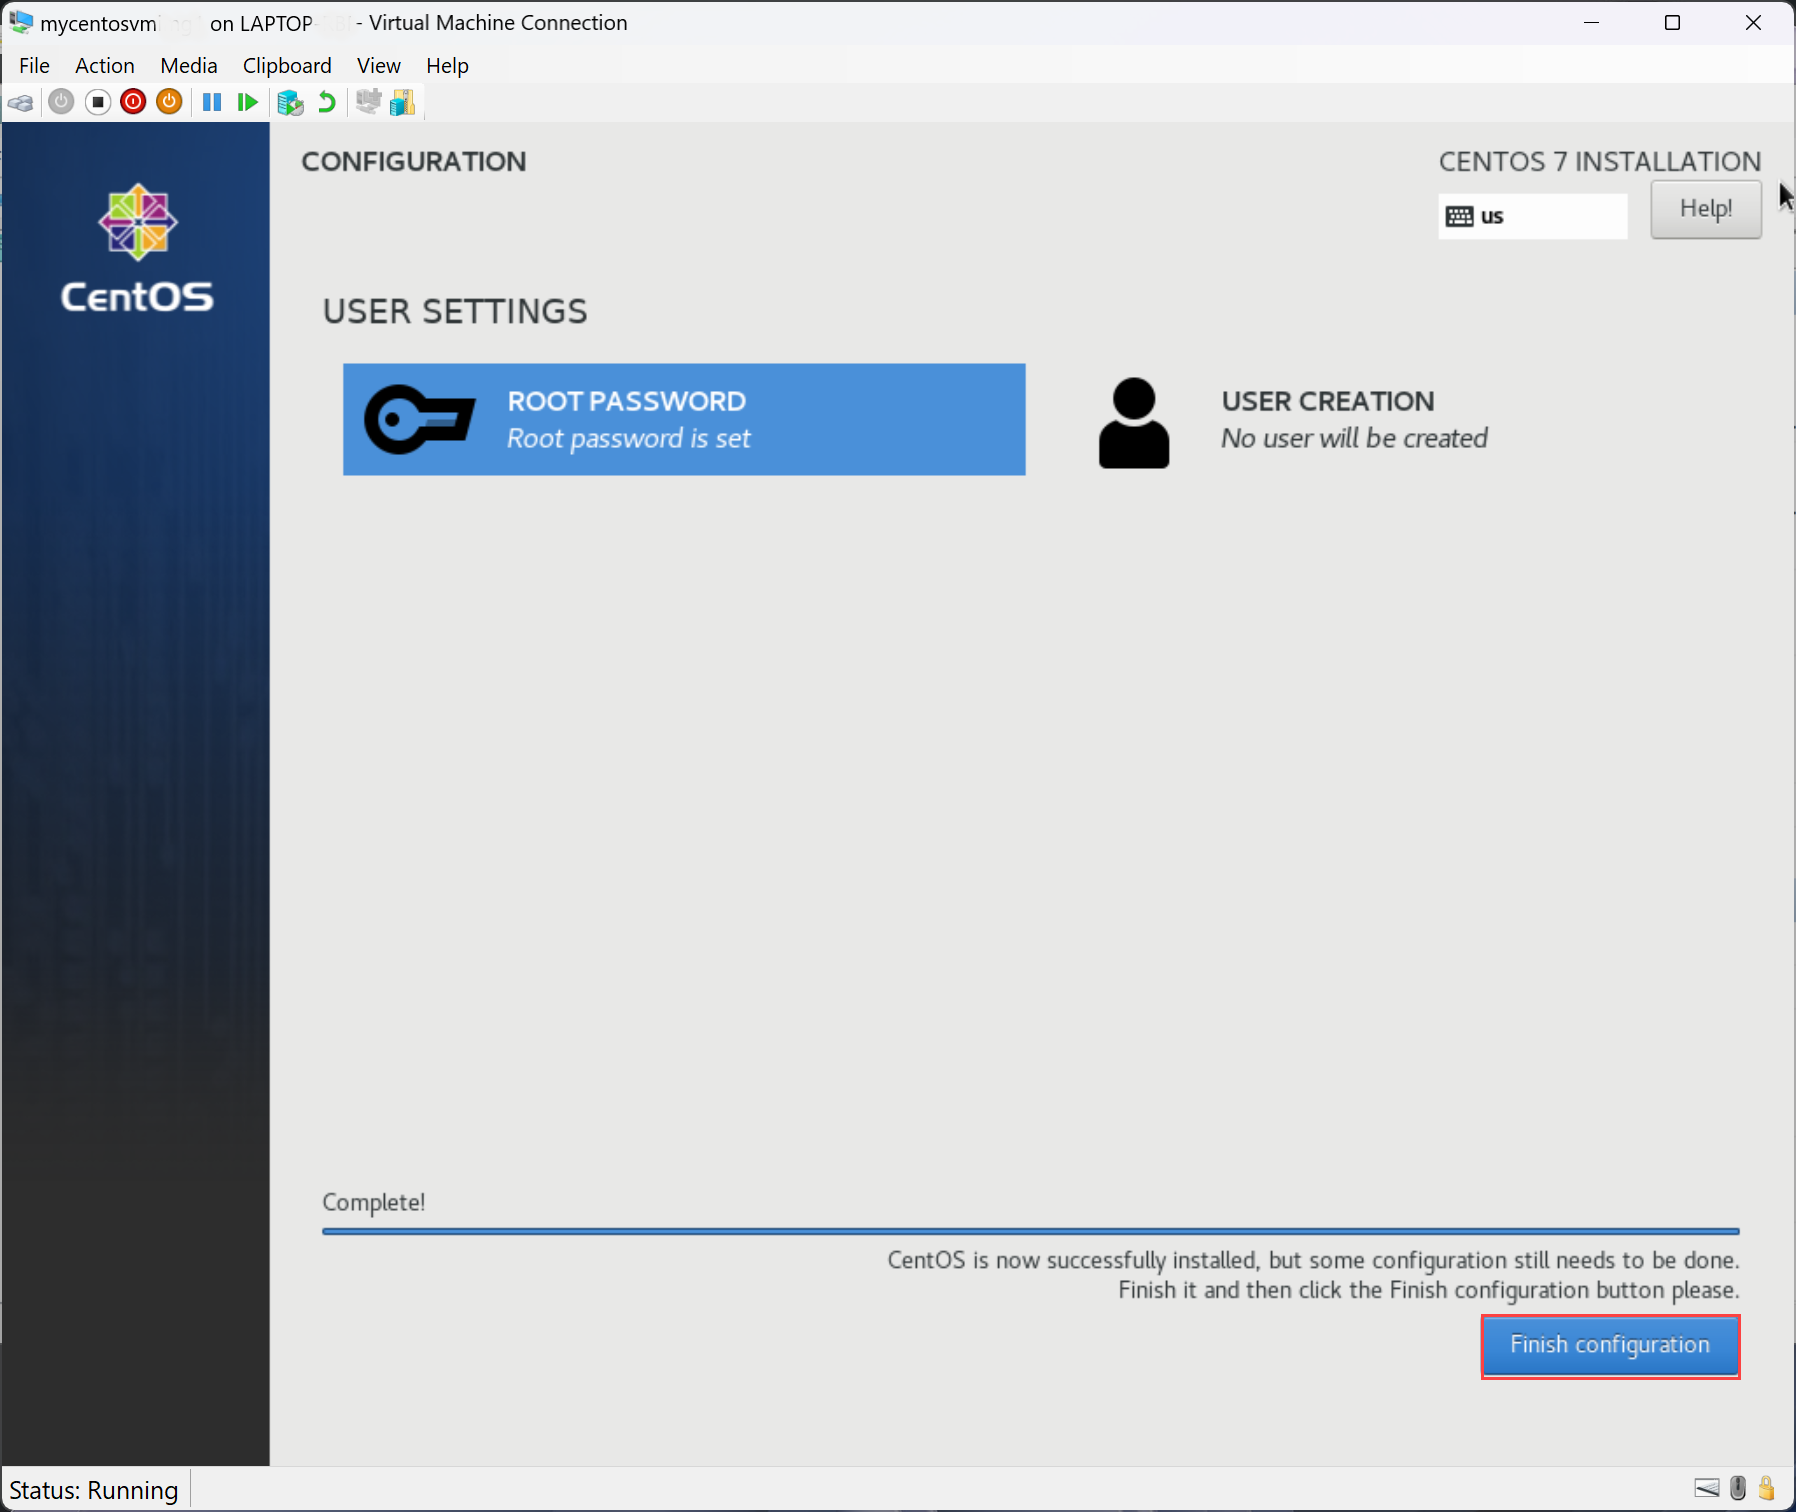 mycentosvm on LAPTOP- - Virtual Machine Connection
File Action Media Clipboard View Help
CentOS
CONFIGURATION
CENTOS 7 INSTALLATION
us
Help!
USER SETTINGS
ROOT PASSWORD
Root password is set
USER CREATION
No user will be created
Complete!
CentOS is now successfully installed, but some configuration still needs to be done.
Finish it and then click the Finish configuration button please.
Finish configuration
Status: Running